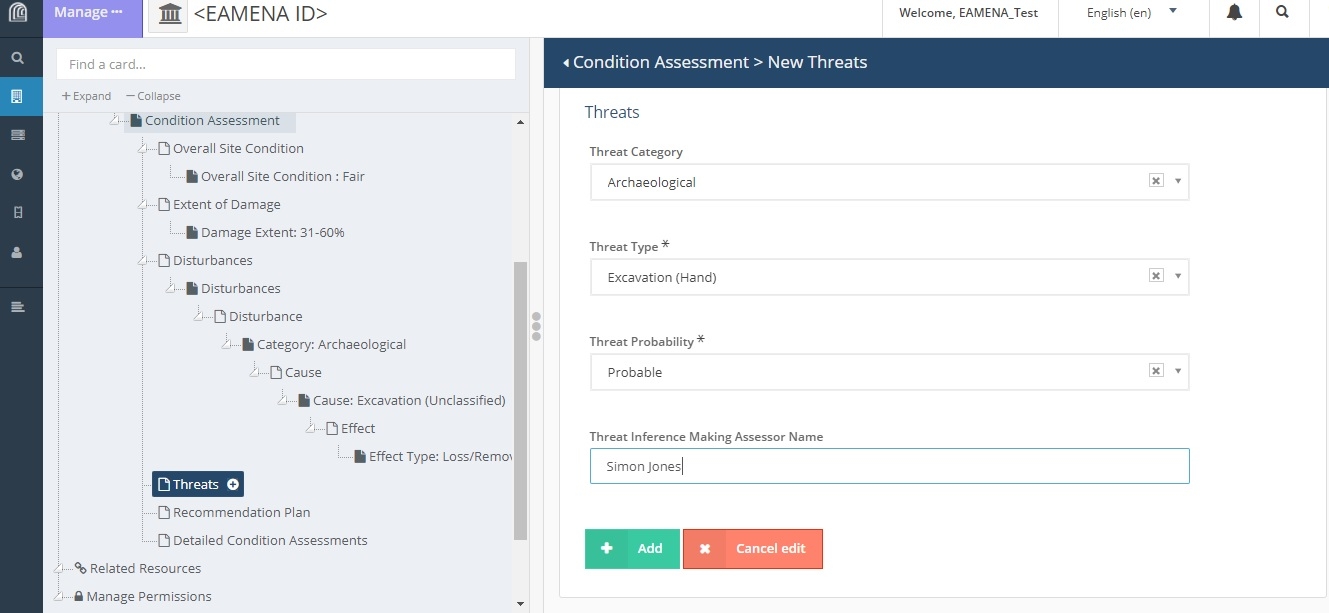 Manage
<EAMENA ID>
Welcome, EAMENA_Test
English (en)
Find a card...
Expand
Collapse
Condition Assessment
Overall Site Condition
Overall Site Condition : Fair
Extent of Damage
Damage Extent: 31-60%
Disturbances
Disturbances
Disturbance
Category: Archaeological
Cause
Cause: Excavation (Unclassified)
Effect
Effect Type: Loss/Remov
Threats
Recommendation Plan
Detailed Condition Assessments
Related Resources
Manage Permissions
Condition Assessment > New Threats
Threats
Threat Category
Archaeological
Threat Type *
Excavation (Hand)
Threat Probability *
Probable
Threat Inference Making Assessor Name
Simon Jones
Add
Cancel edit